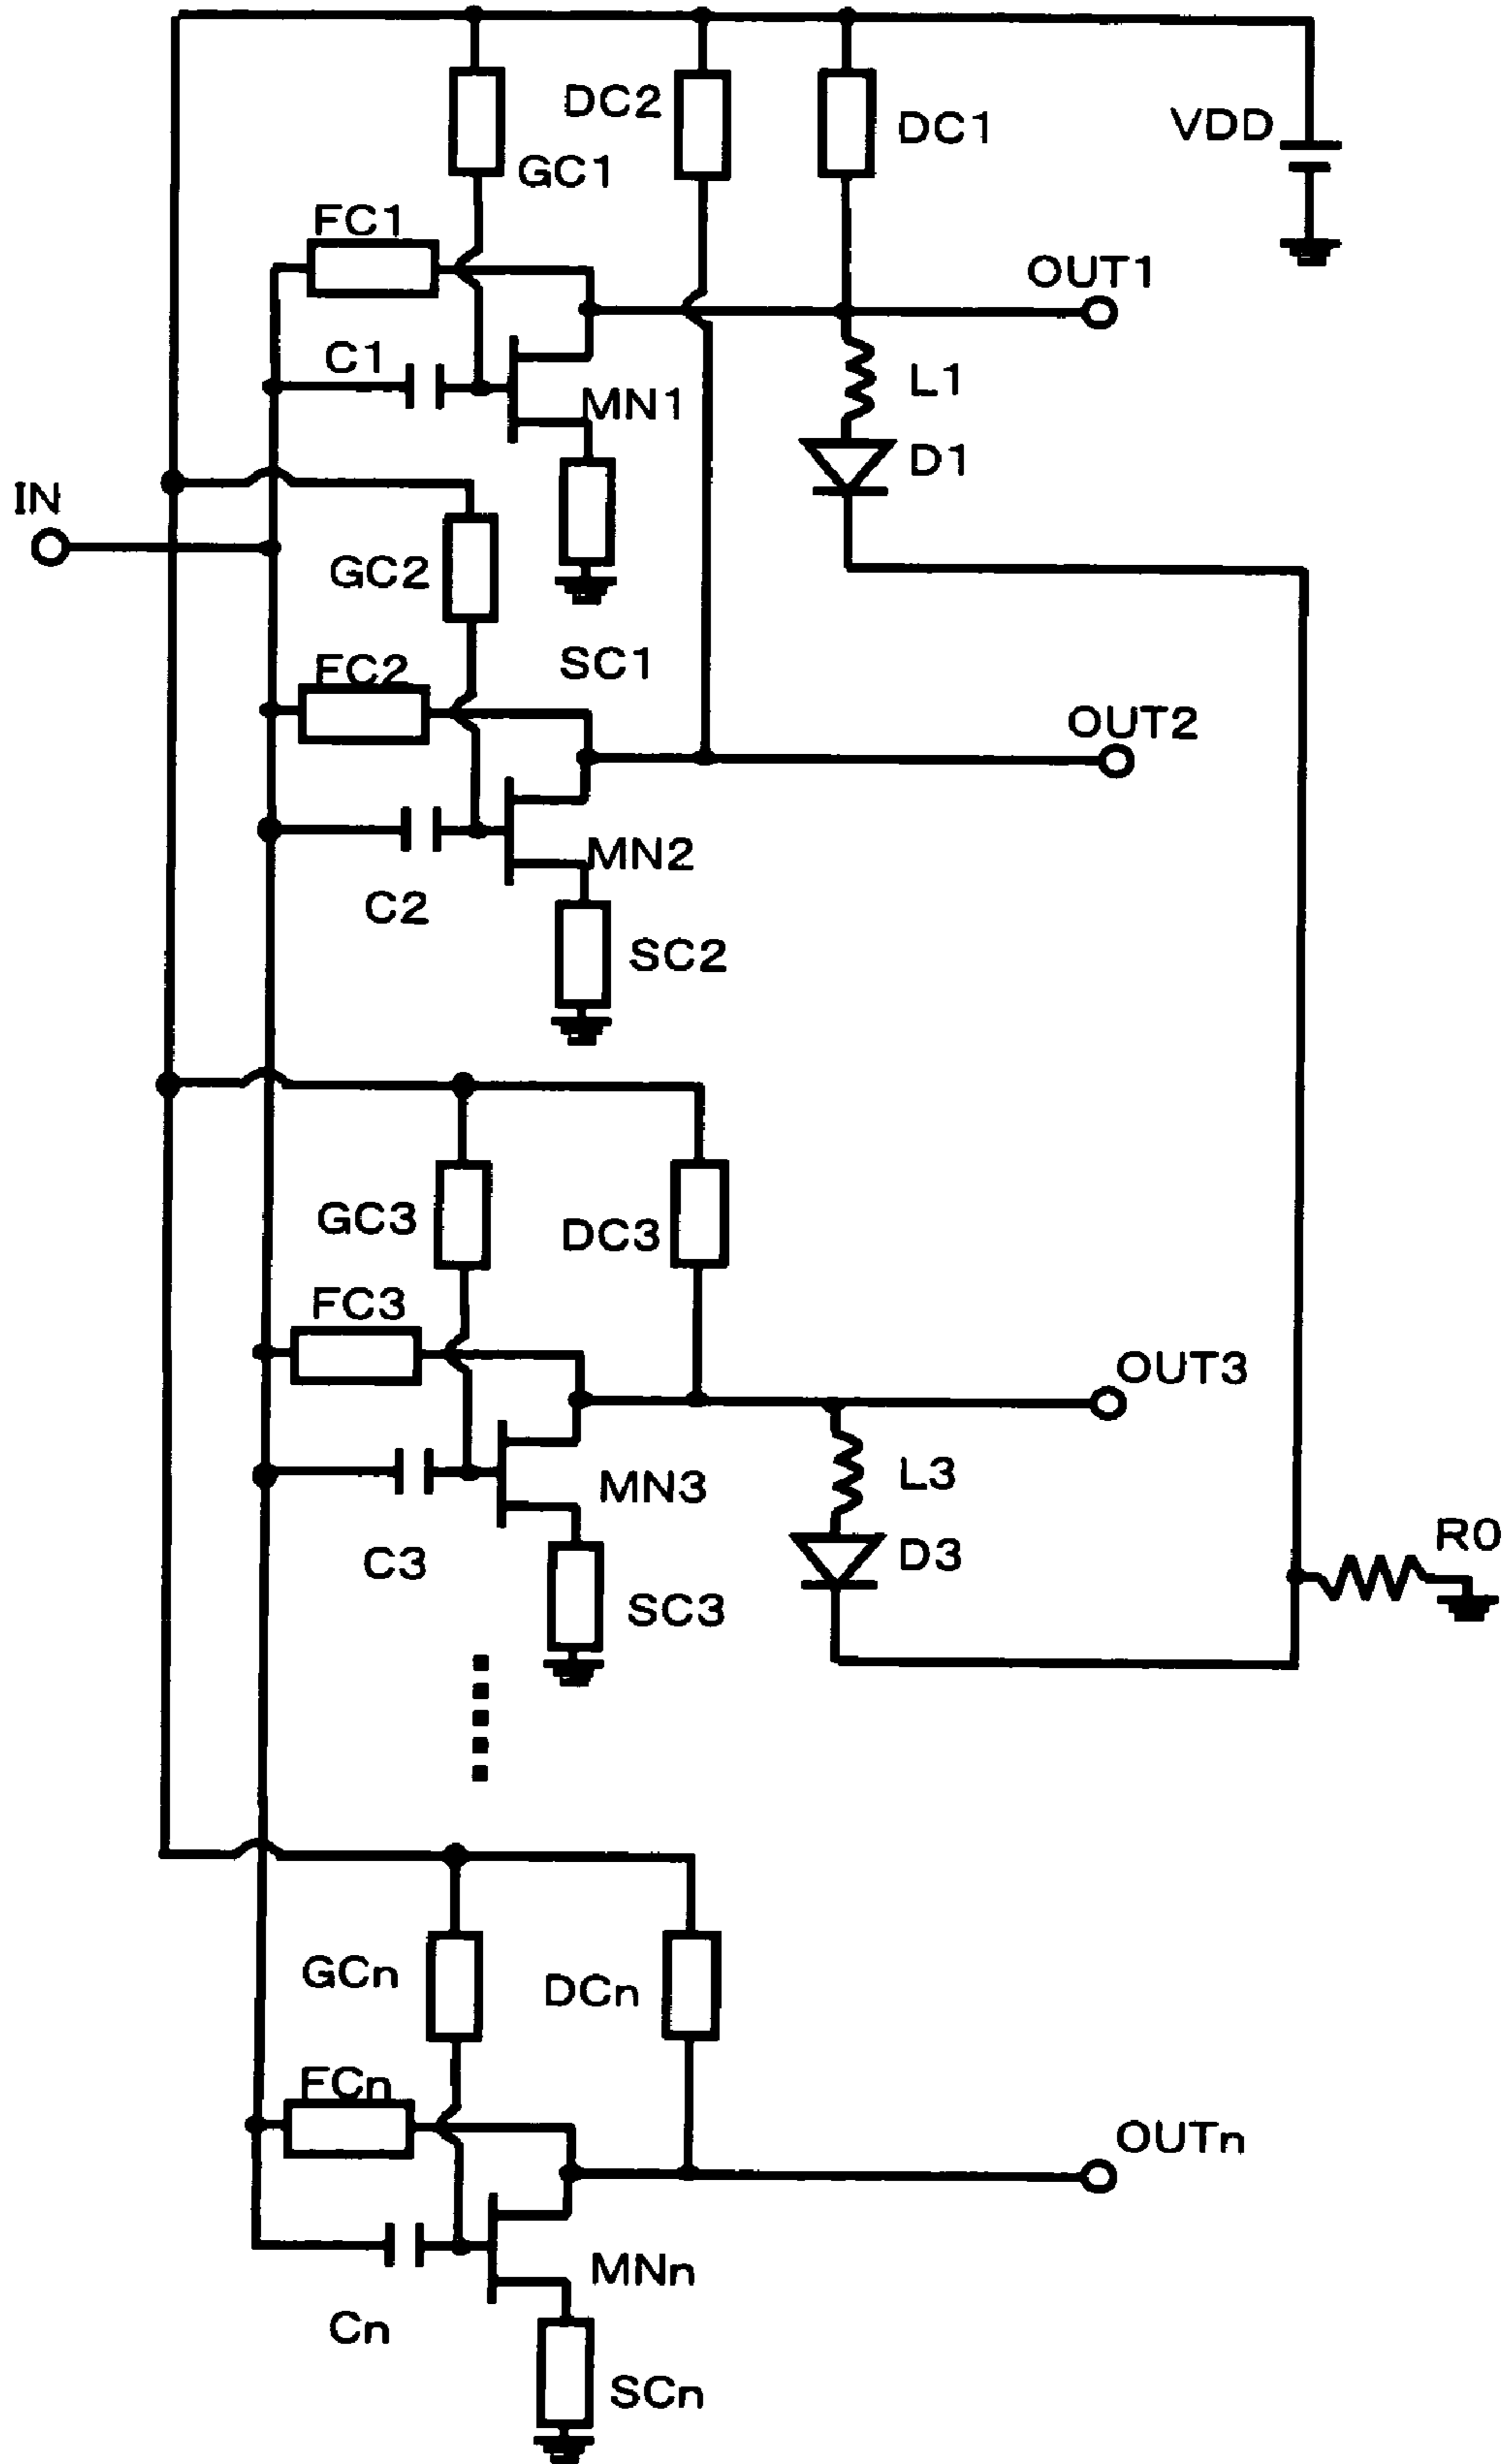 DC2
DC1
VDD
GC1
FC1
OUT1
C1
MN1
L1
D1
IN
GC2
SC1
FC2
OUT2
MN2
C2
SC2
GC3
DC3
FC3
OUT3
MN3
L3
C3
D3
R0
SC3
GCn
DCn
FCn
OUTn
MNn
Cn
SCn